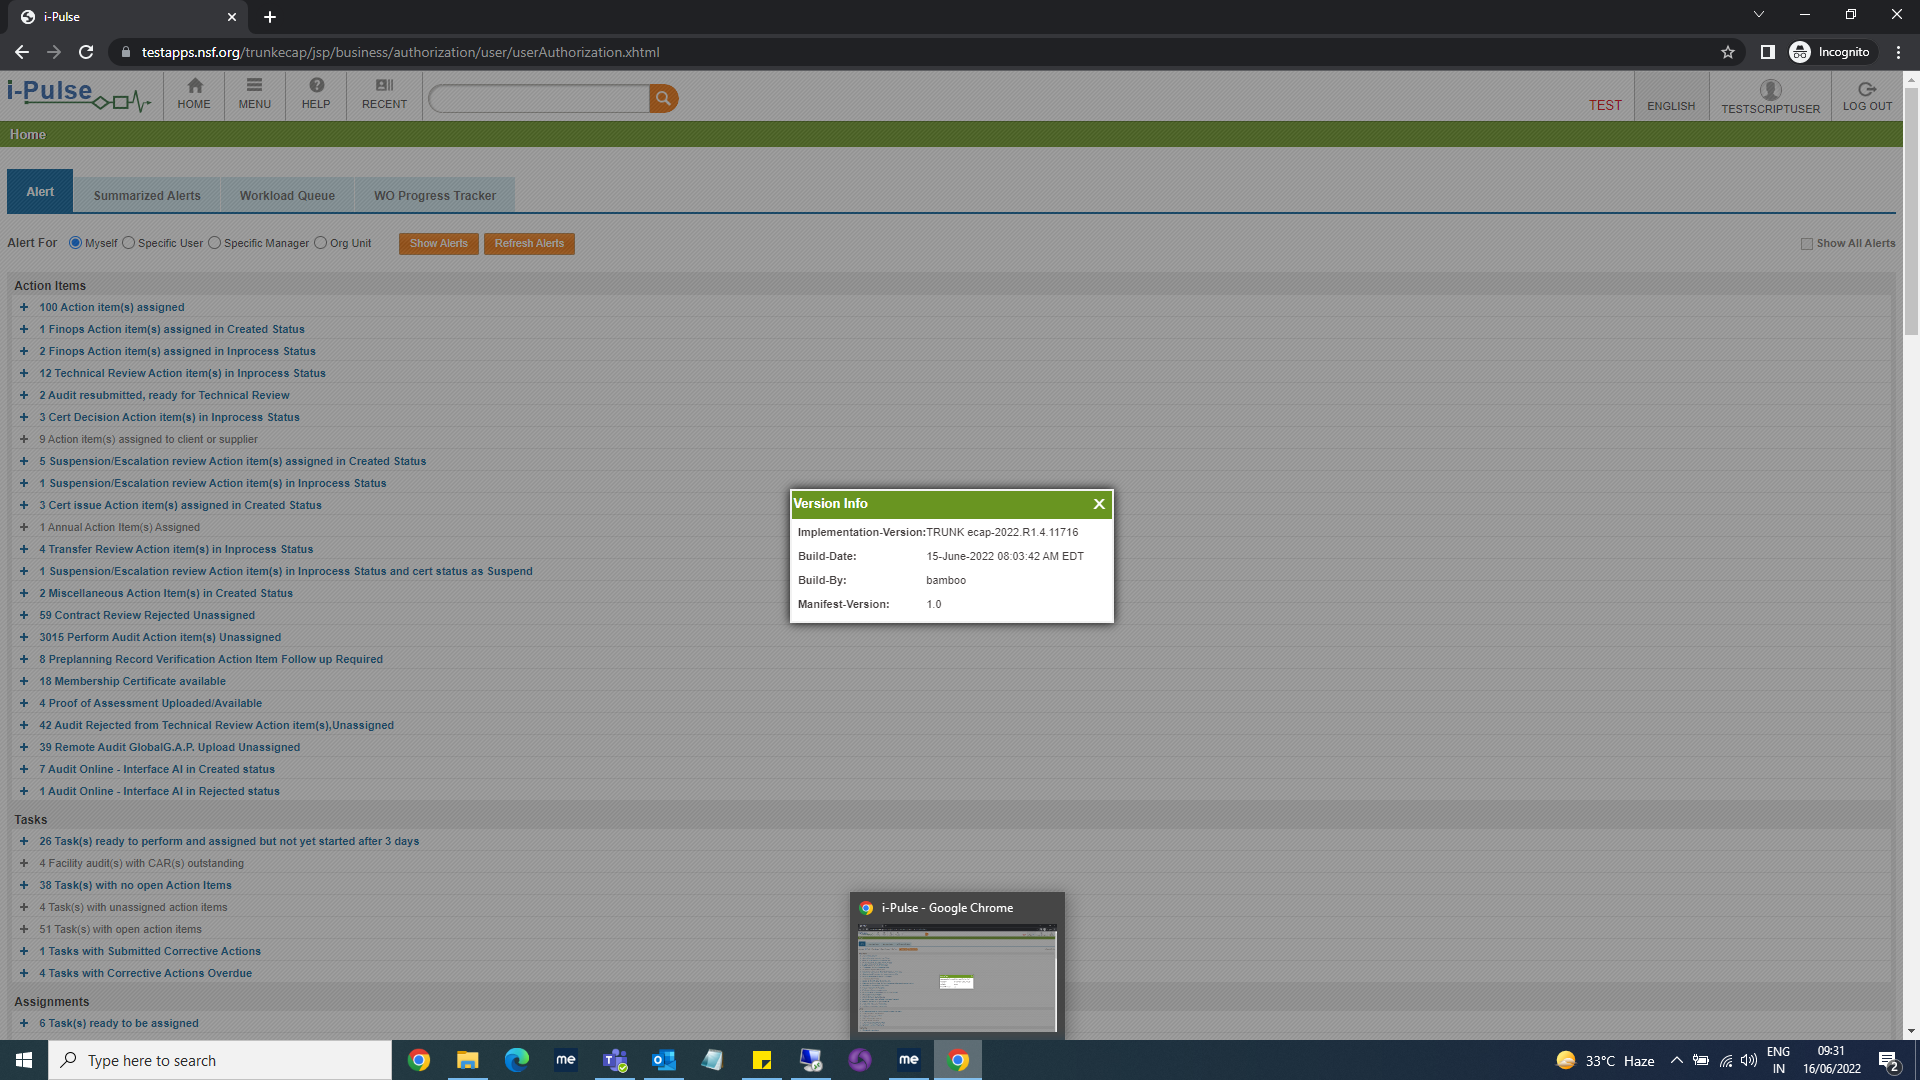 i-Pulse
testapps.nsf.org/trunkecap/jsp/business/authorization/user/userAuthorization.xhtml
Incognito
i-Pulse
HOME
MENU
HELP
RECENT
TEST
ENGLISH
TESTSCRIPTUSER
LOG OUT
Home
Alert
Summarized Alerts
Workload Queue
WO Progress Tracker
Alert For
Myself
Specific User
Specific Manager
Org Unit
Show Alerts
Refresh Alerts
Show All Alerts
Action Items
100 Action item(s) assigned
1 Finops Action item(s) assigned in Created Status
2 Finops Action item(s) assigned in Inprocess Status
12 Technical Review Action item(s) in Inprocess Status
2 Audit resubmitted, ready for Technical Review
3 Cert Decision Action item(s) in Inprocess Status
9 Action item(s) assigned to client or supplier
5 Suspension/Escalation review Action item(s) assigned in Created Status
1 Suspension/Escalation review Action item(s) in Inprocess Status
3 Cert issue Action item(s) assigned in Created Status
1 Annual Action Item(s) Assigned
4 Transfer Review Action item(s) in Inprocess Status
1 Suspension/Escalation review Action item(s) in Inprocess Status and cert status as Suspend
2 Miscellaneous Action Item(s) in Created Status
59 Contract Review Rejected Unassigned
3015 Perform Audit Action item(s) Unassigned
8 Preplanning Record Verification Action Item Follow up Required
18 Membership Certificate available
4 Proof of Assessment Uploaded/Available
42 Audit Rejected from Technical Review Action item(s),Unassigned
39 Remote Audit GlobalG.A.P. Upload Unassigned
7 Audit Online - Interface AI in Created status
1 Audit Online - Interface AI in Rejected status
Version Info
Implementation-Version:TRUNK ecap-2022.R1.4.11716
Build-Date: 15-June-2022 08:03:42 AM EDT
Build-By: bamboo
Manifest-Version: 1.0
Tasks
26 Task(s) ready to perform and assigned but not yet started after 3 days
4 Facility audit(s) with CAR(s) outstanding
38 Task(s) with no open Action Items
4 Task(s) with unassigned action items
51 Task(s) with open action items
1 Tasks with Submitted Corrective Actions
4 Tasks with Corrective Actions Overdue
Assignments
6 Task(s) ready to be assigned
i-Pulse - Google Chrome
Type here to search
me
me
33°C Haze
ENG
IN
09:31
16/06/2022
2